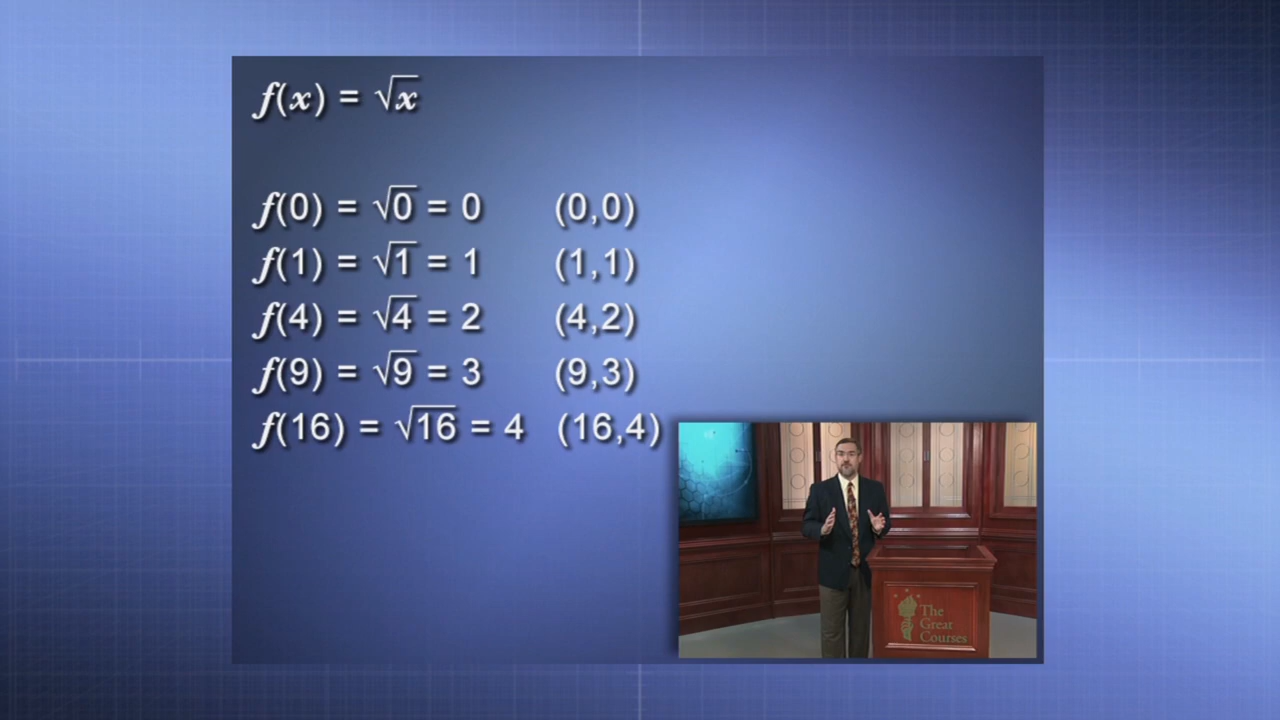 f(x) = √x
f(0) = √0 = 0 (0,0)
f(1) = √1 = 1 (1,1)
f(4) = √4 = 2 (4,2)
f(9) = √9 = 3 (9,3)
f(16) = √16 = 4 (16,4)
The
Great
Courses